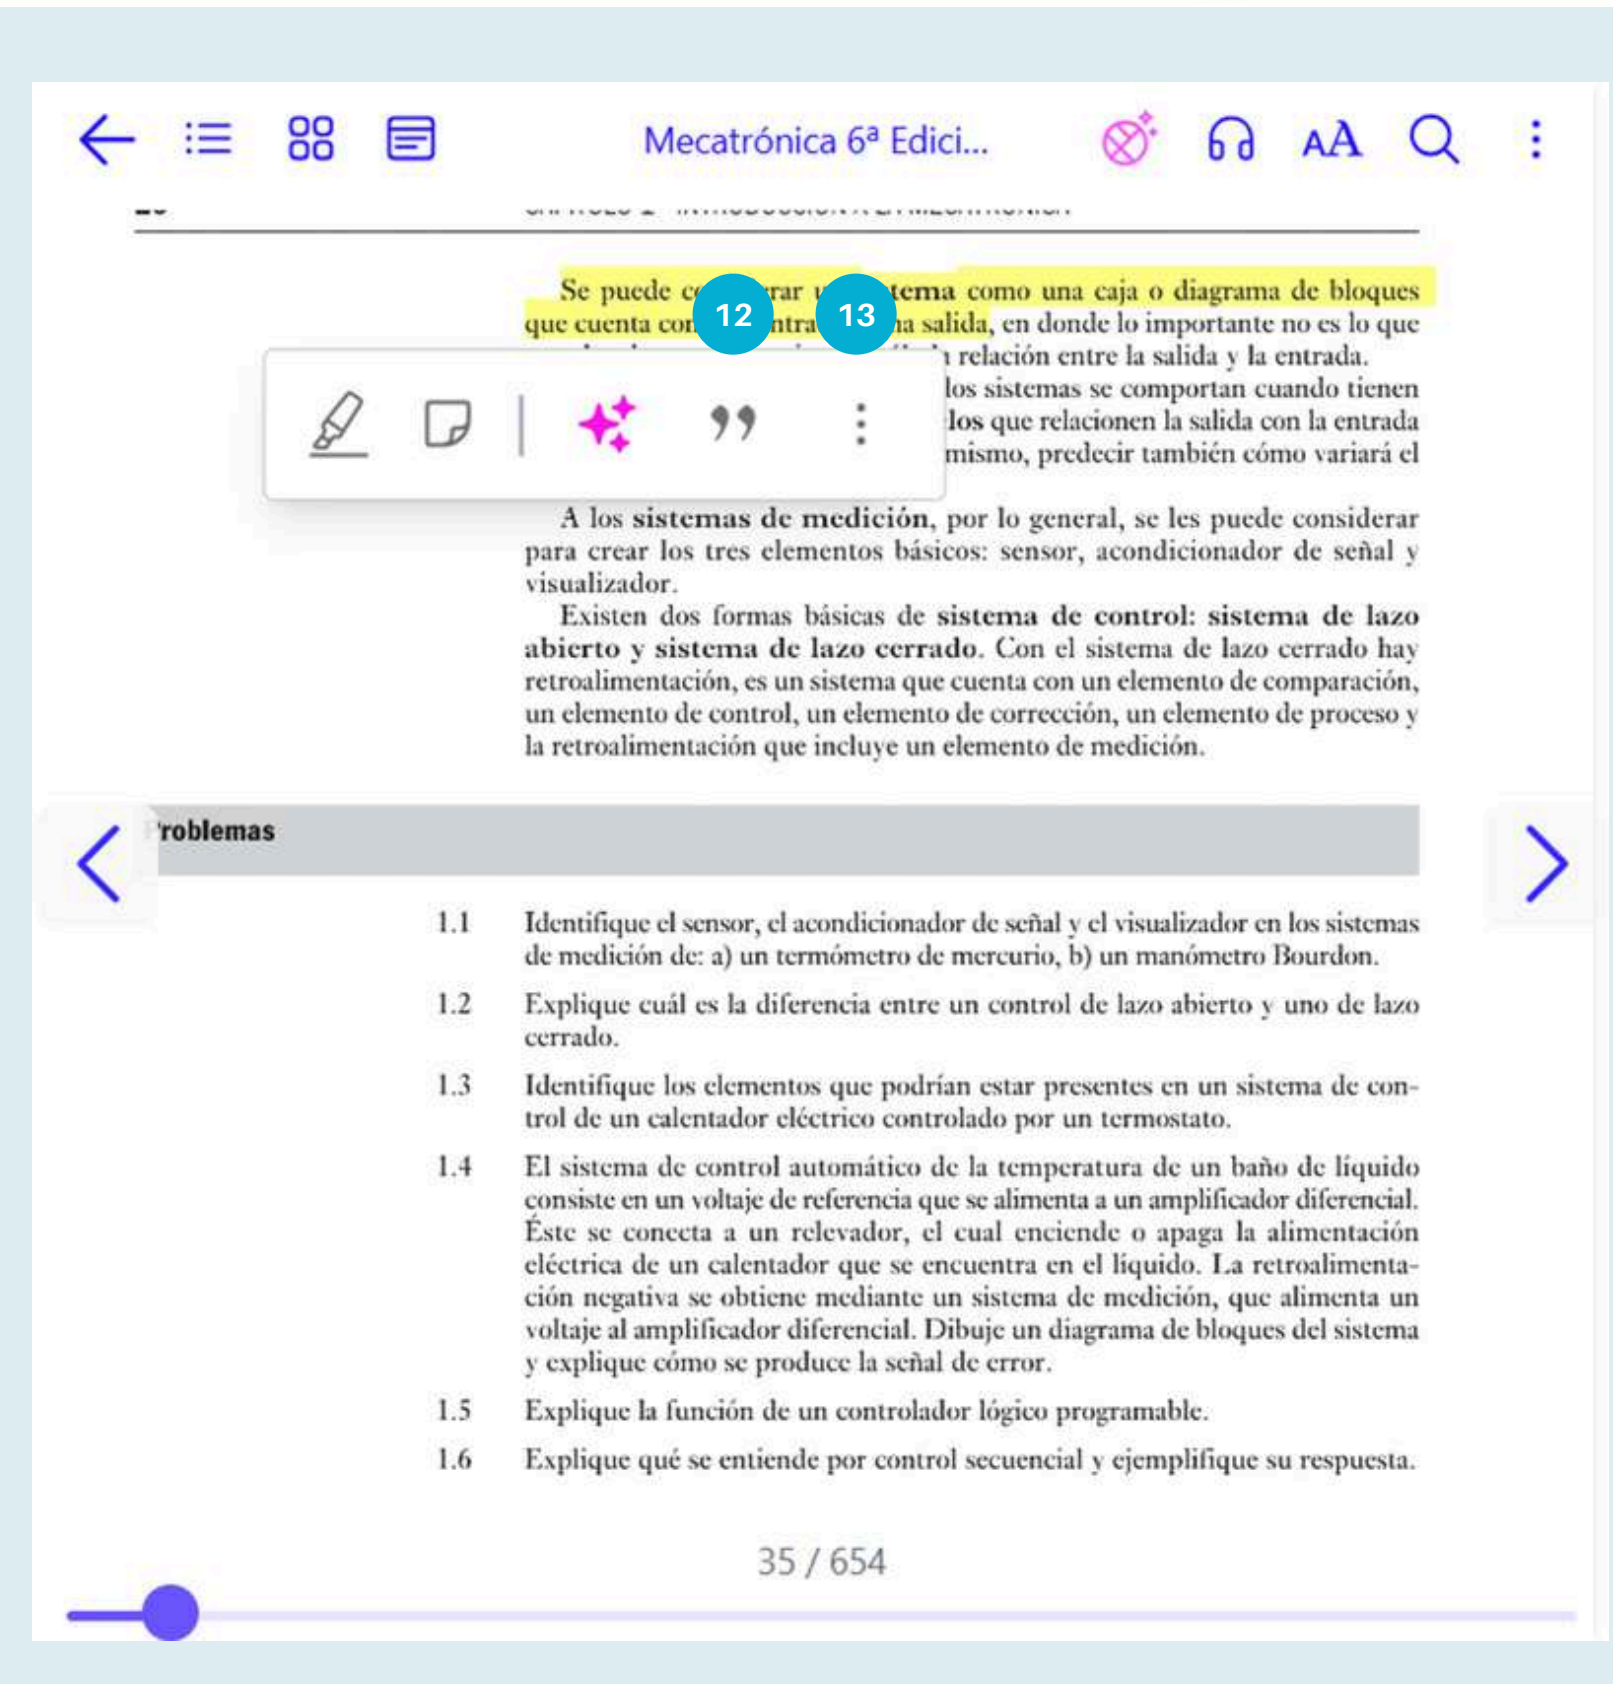 Mecatrónica 6ª Edici...
AA
Se puede tema como una caja o diagrama de bloques
que cuenta con salida, en donde lo importante no es lo que
12
13
relación entre la salida y la entrada.
los sistemas se comportan cuando tienen
los que relacionen la salida con la entrada
mismo, predecir también cómo variará el
A los sistemas de medición, por lo general, se les puede considerar
para crear los tres elementos básicos: sensor, acondicionador de señal y
visualizador.
Existen dos formas básicas de sistema de control: sistema de lazo
abierto y sistema de lazo cerrado. Con el sistema de lazo cerrado hay
retroalimentación, es un sistema que cuenta con un elemento de comparación,
un elemento de control, un elemento de corrección, un elemento de proceso y
la retroalimentación que incluye un elemento de medición.
roblemas
1.1 Identifique el sensor, el acondicionador de señal y el visualizador en los sistemas
de medición de: a) un termómetro de mercurio, b) un manómetro Bourdon.
1.2 Explique cuál es la diferencia entre un control de lazo abierto y uno de lazo
cerrado.
1.3 Identifique los elementos que podrían estar presentes en un sistema de con-
trol de un calentador eléctrico controlado por un termostato.
1.4 El sistema de control automático de la temperatura de un baño de líquido
consiste en un voltaje de referencia que se alimenta a un amplificador diferencial.
Éste se conecta a un relevador, el cual enciende o apaga la alimentación
eléctrica de un calentador que se encuentra en el líquido. La retroalimenta-
ción negativa se obtiene mediante un sistema de medición, que alimenta un
voltaje al amplificador diferencial. Dibuje un diagrama de bloques del sistema
y explique cómo se produce la señal de error.
1.5 Explique la función de un controlador lógico programable.
1.6 Explique qué se entiende por control secuencial y ejemplifique su respuesta.
35 / 654